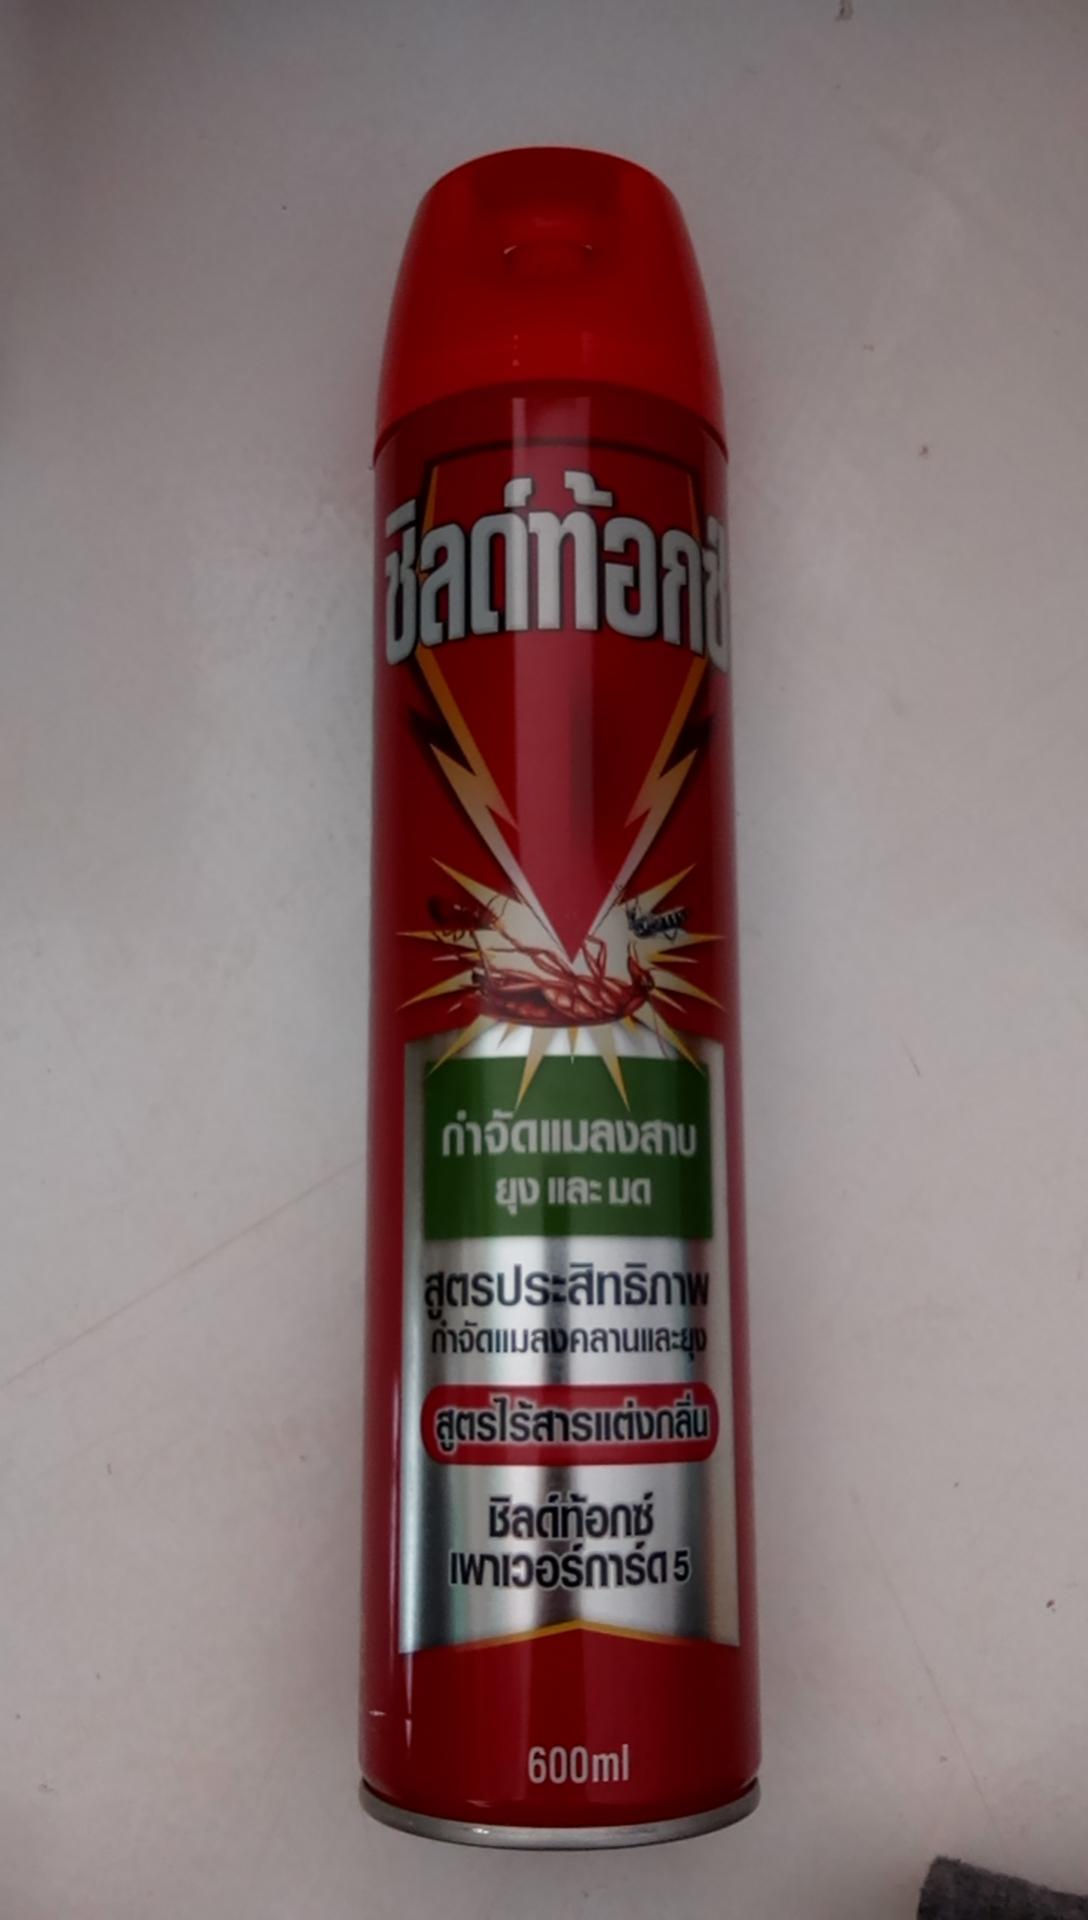 ชิลด์ท้อกซ์
กำจัดแมลงสาบ
ยุง และ มด
สูตรประสิทธิภาพ
กำจัดแมลงคลานและยุง
สูตรไร้สารแต่งกลิ่น
ชิลด์ท้อกซ์
เพาเวอร์การ์ด 5
600ml